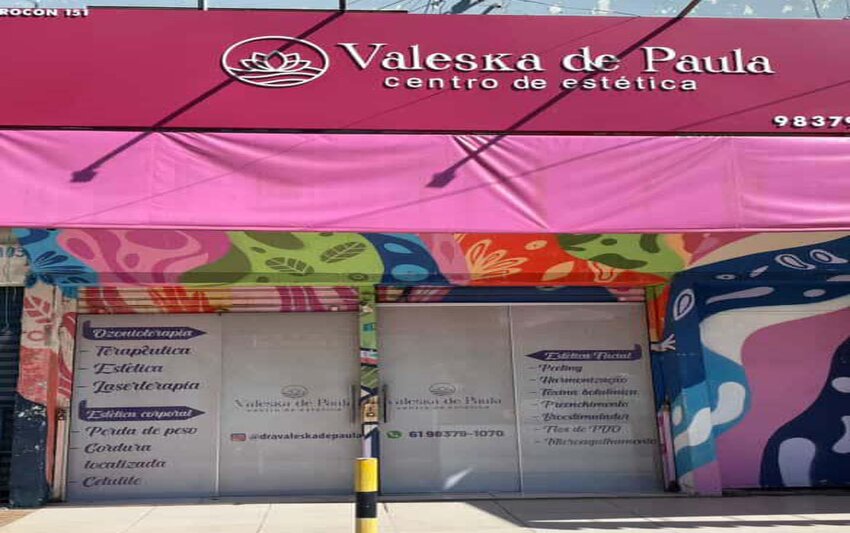 ROCON 151
Valeska de Paula
centro de estética
98379
Ozontoterapia
Terapêutica
Estética
Laserterapia
Estética corporal
- Perda de peso
- Gordura
localizada
- Celulite
Valeska de Paula
centro de estética
@dravaleskadepaula
Valeska de Paula
centro de estética
61 98379-1070
Estética Facial
- Peeling
- Harmonização
- Toxina botulínica
- Preenchimento
- Bioestimulador
- Fios de PDO
- Microagulhamento